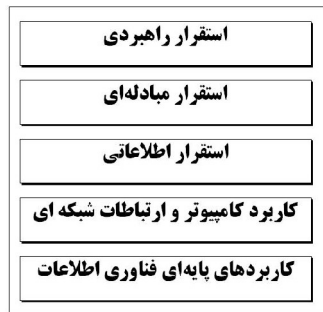 استقرار راهبردی
استقرار مبادله‌ای
استقرار اطلاعاتی
کاربرد کامپیوتر و ارتباطات شبکه ای
کاربردهای پایه‌ای فناوری اطلاعات